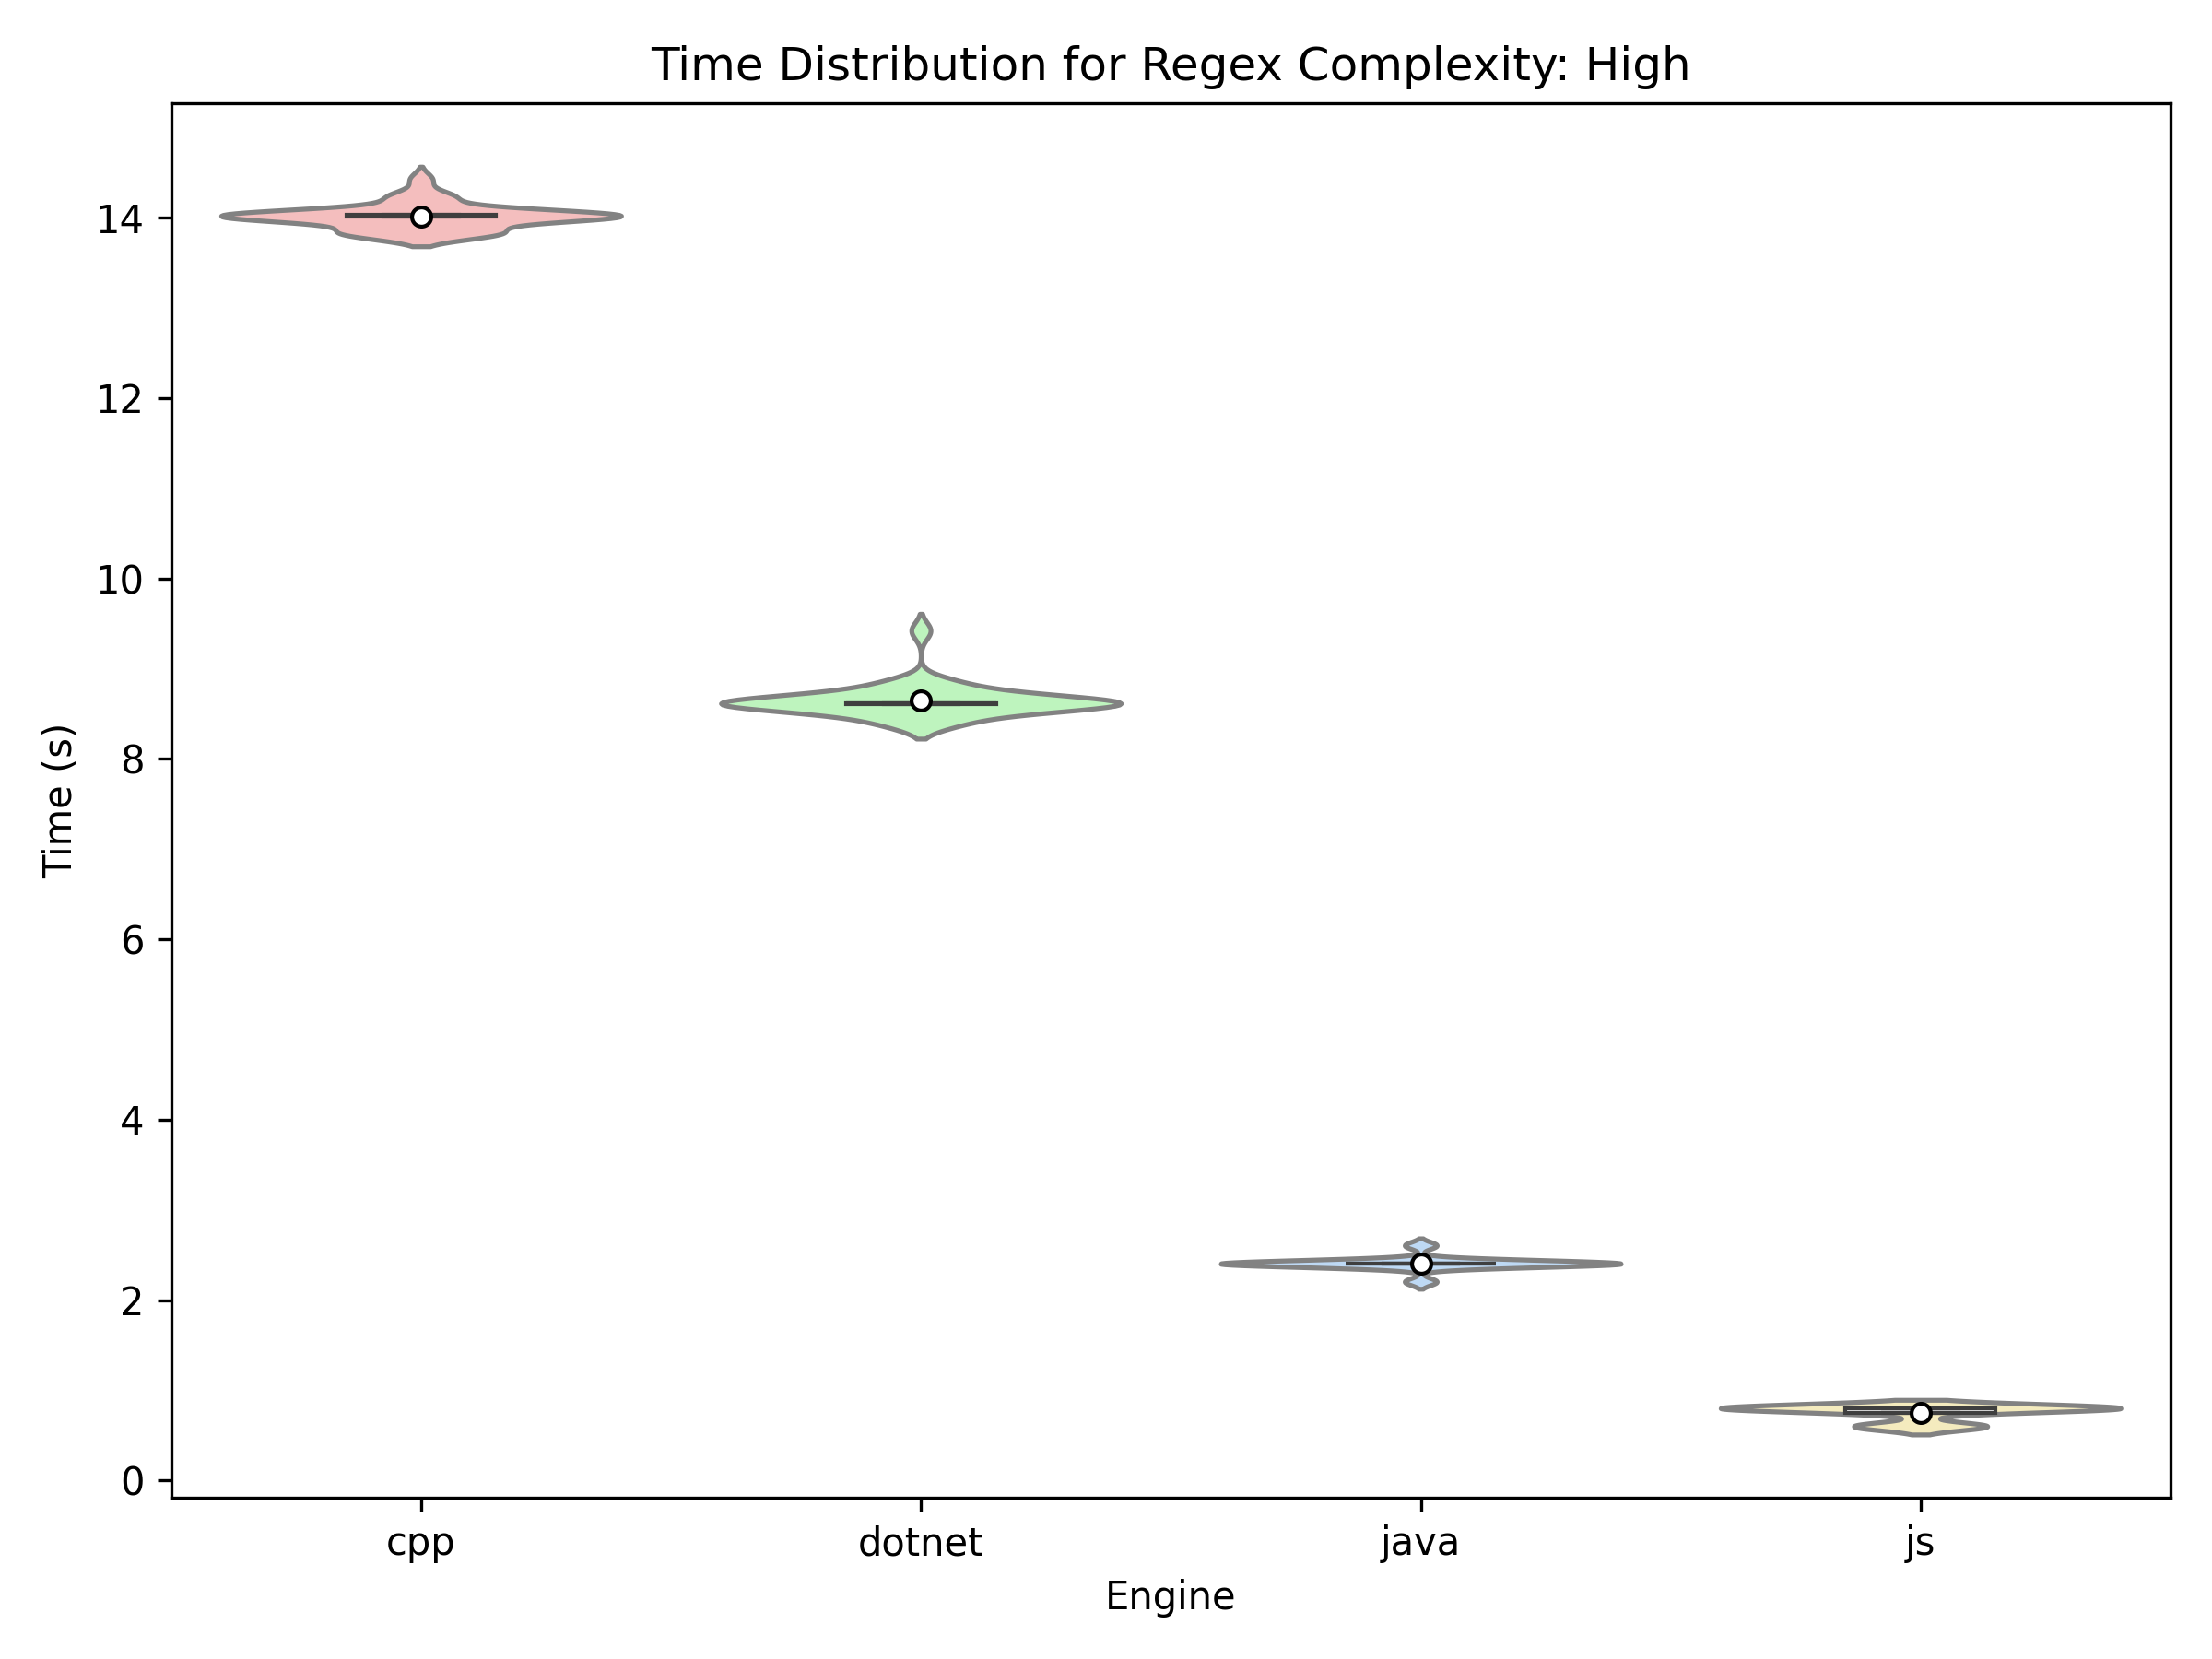 Time Distribution for Regex Complexity: High
Time (s)
14
12
10
8
6
4
2
0
cpp
dotnet
java
js
Engine